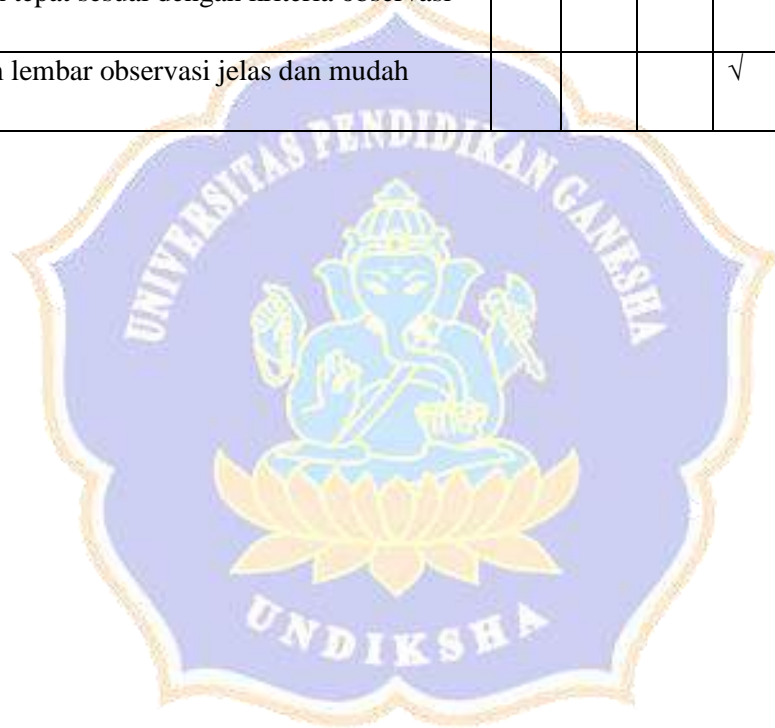 tepat sesuai dengan kriteria observasi
lembar observasi jelas dan mudah √
UNIVERSITAS PENDIDIKAN GANESHA
UNDIKSHA